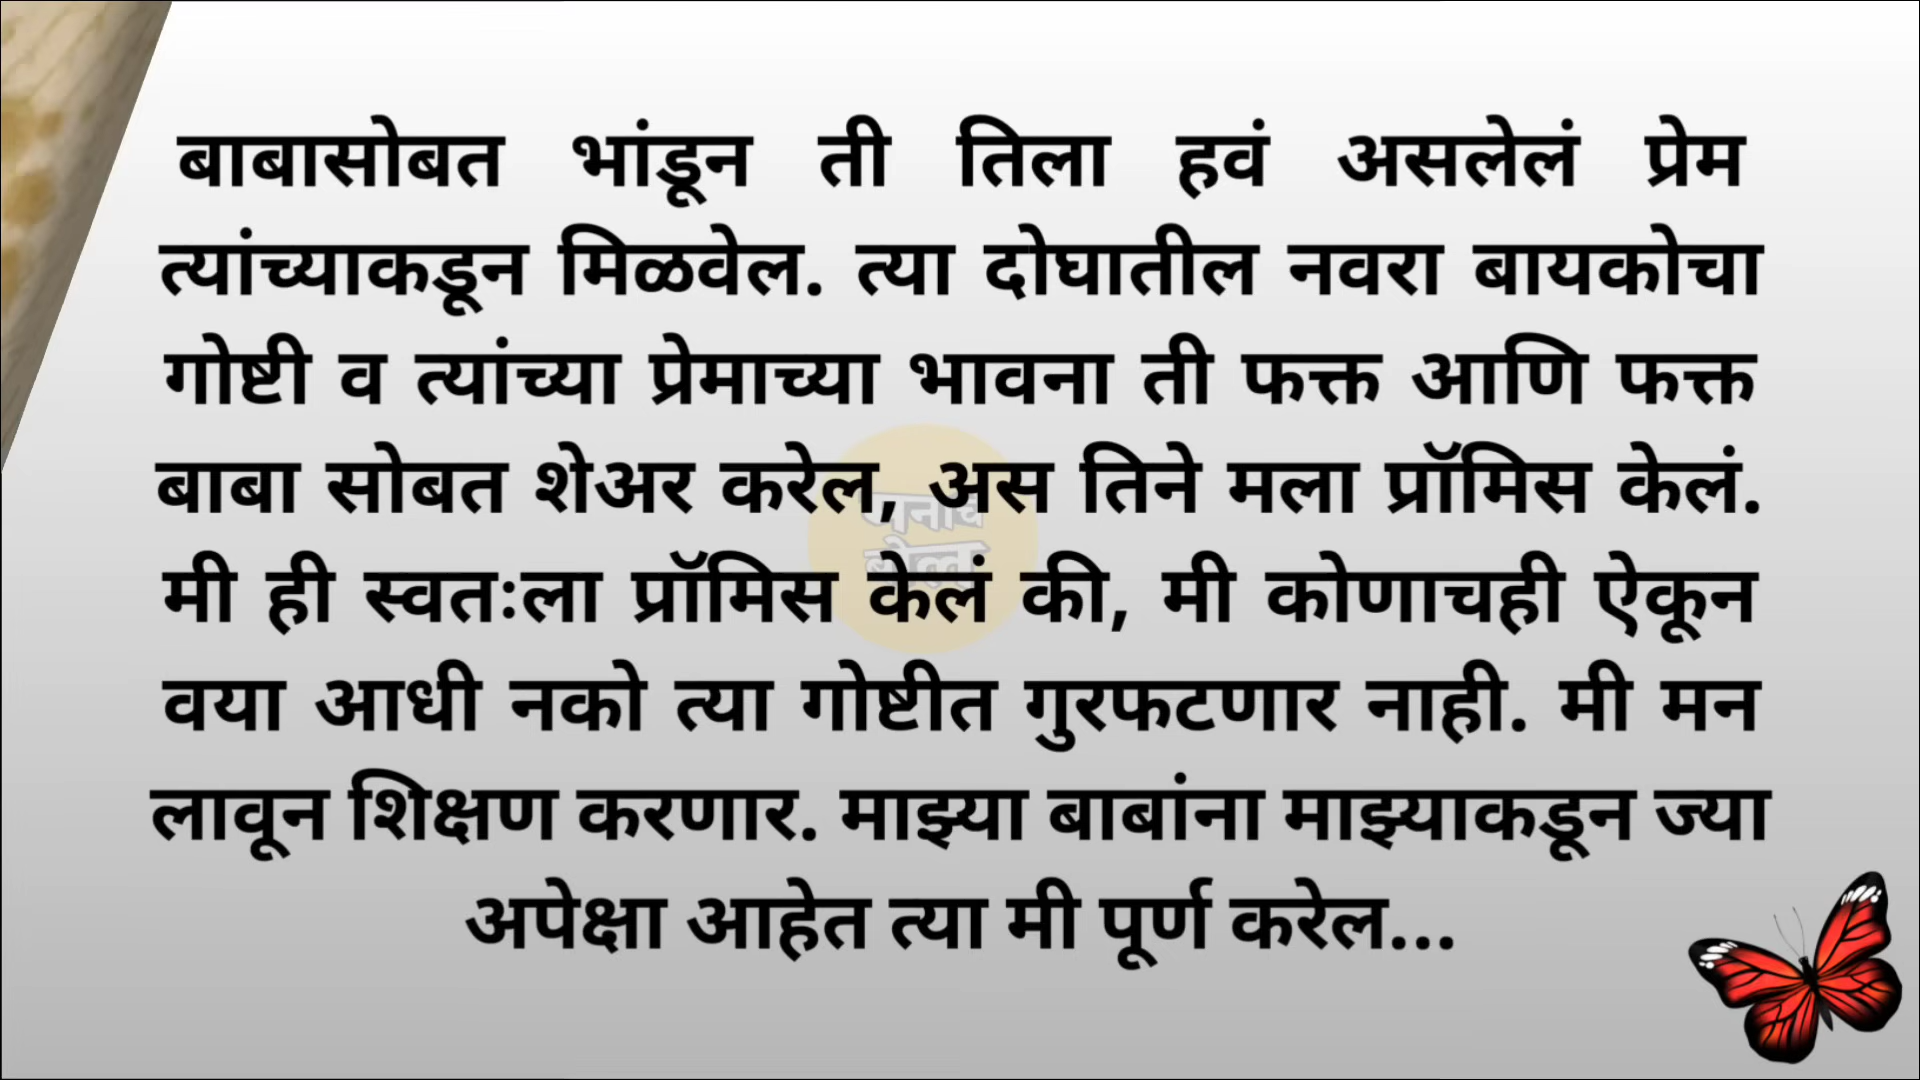 बाबासोबत भांडून ती तिला हवं असलेलं प्रेम
त्यांच्याकडून मिळवेल. त्या दोघातील नवरा बायकोचा
गोष्टी व त्यांच्या प्रेमाच्या भावना ती फक्त आणि फक्त
बाबा सोबत शेअर करेल, अस तिने मला प्रॉमिस केलं.
मी ही स्वतःला प्रॉमिस केलं की, मी कोणाचही ऐकून
वया आधी नको त्या गोष्टीत गुरफटणार नाही. मी मन
लावून शिक्षण करणार. माझ्या बाबांना माझ्याकडून ज्या
अपेक्षा आहेत त्या मी पूर्ण करेल...